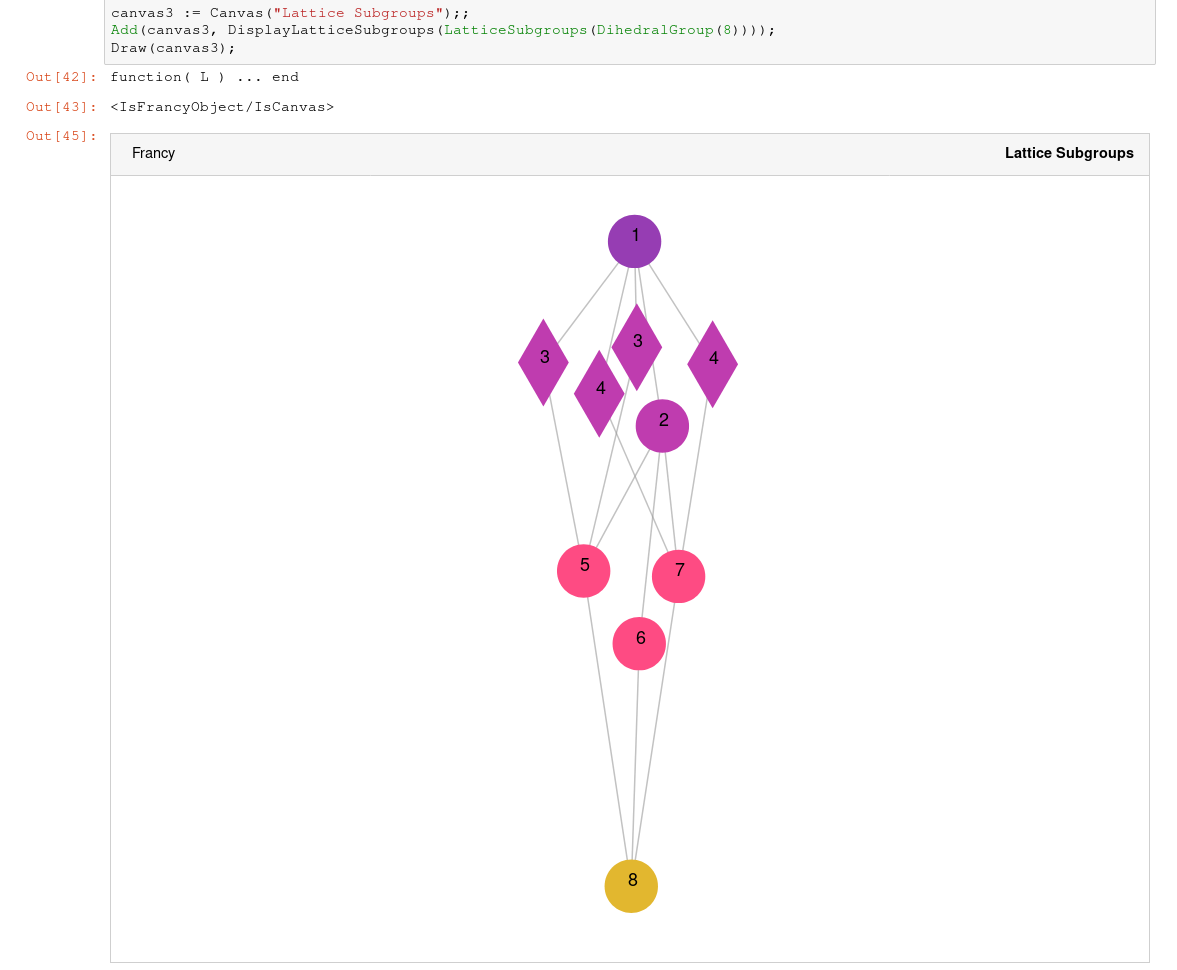 canvas3 := Canvas("Lattice Subgroups");;
Add(canvas3, DisplayLatticeSubgroups(LatticeSubgroups(DihedralGroup(8))));
Draw(canvas3);
Out[42]: function( L ) ... end
Out[43]: <IsFrancyObject/IsCanvas>
Out[45]:
Francy Lattice Subgroups
1
3
3
4
4
2
5
7
6
8